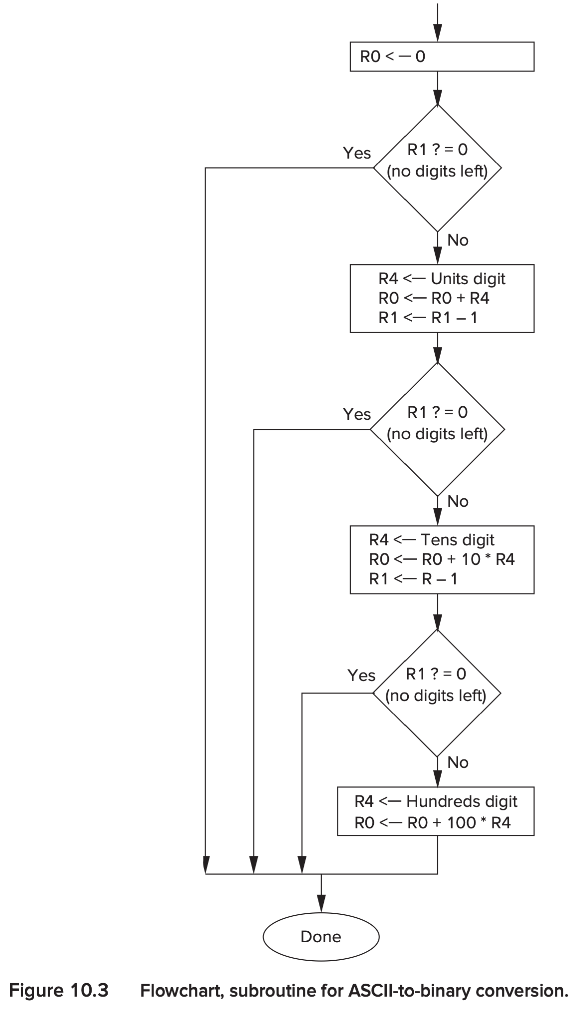 R0 <— 0
Yes
R1 ? = 0
(no digits left)
No
R4 <— Units digit
R0 <— R0 + R4
R1 <— R1 – 1
Yes
R1 ? = 0
(no digits left)
No
R4 <— Tens digit
R0 <— R0 + 10 * R4
R1 <— R – 1
Yes
R1 ? = 0
(no digits left)
No
R4 <— Hundreds digit
R0 <— R0 + 100 * R4
Done
Figure 10.3 Flowchart, subroutine for ASCII-to-binary conversion.